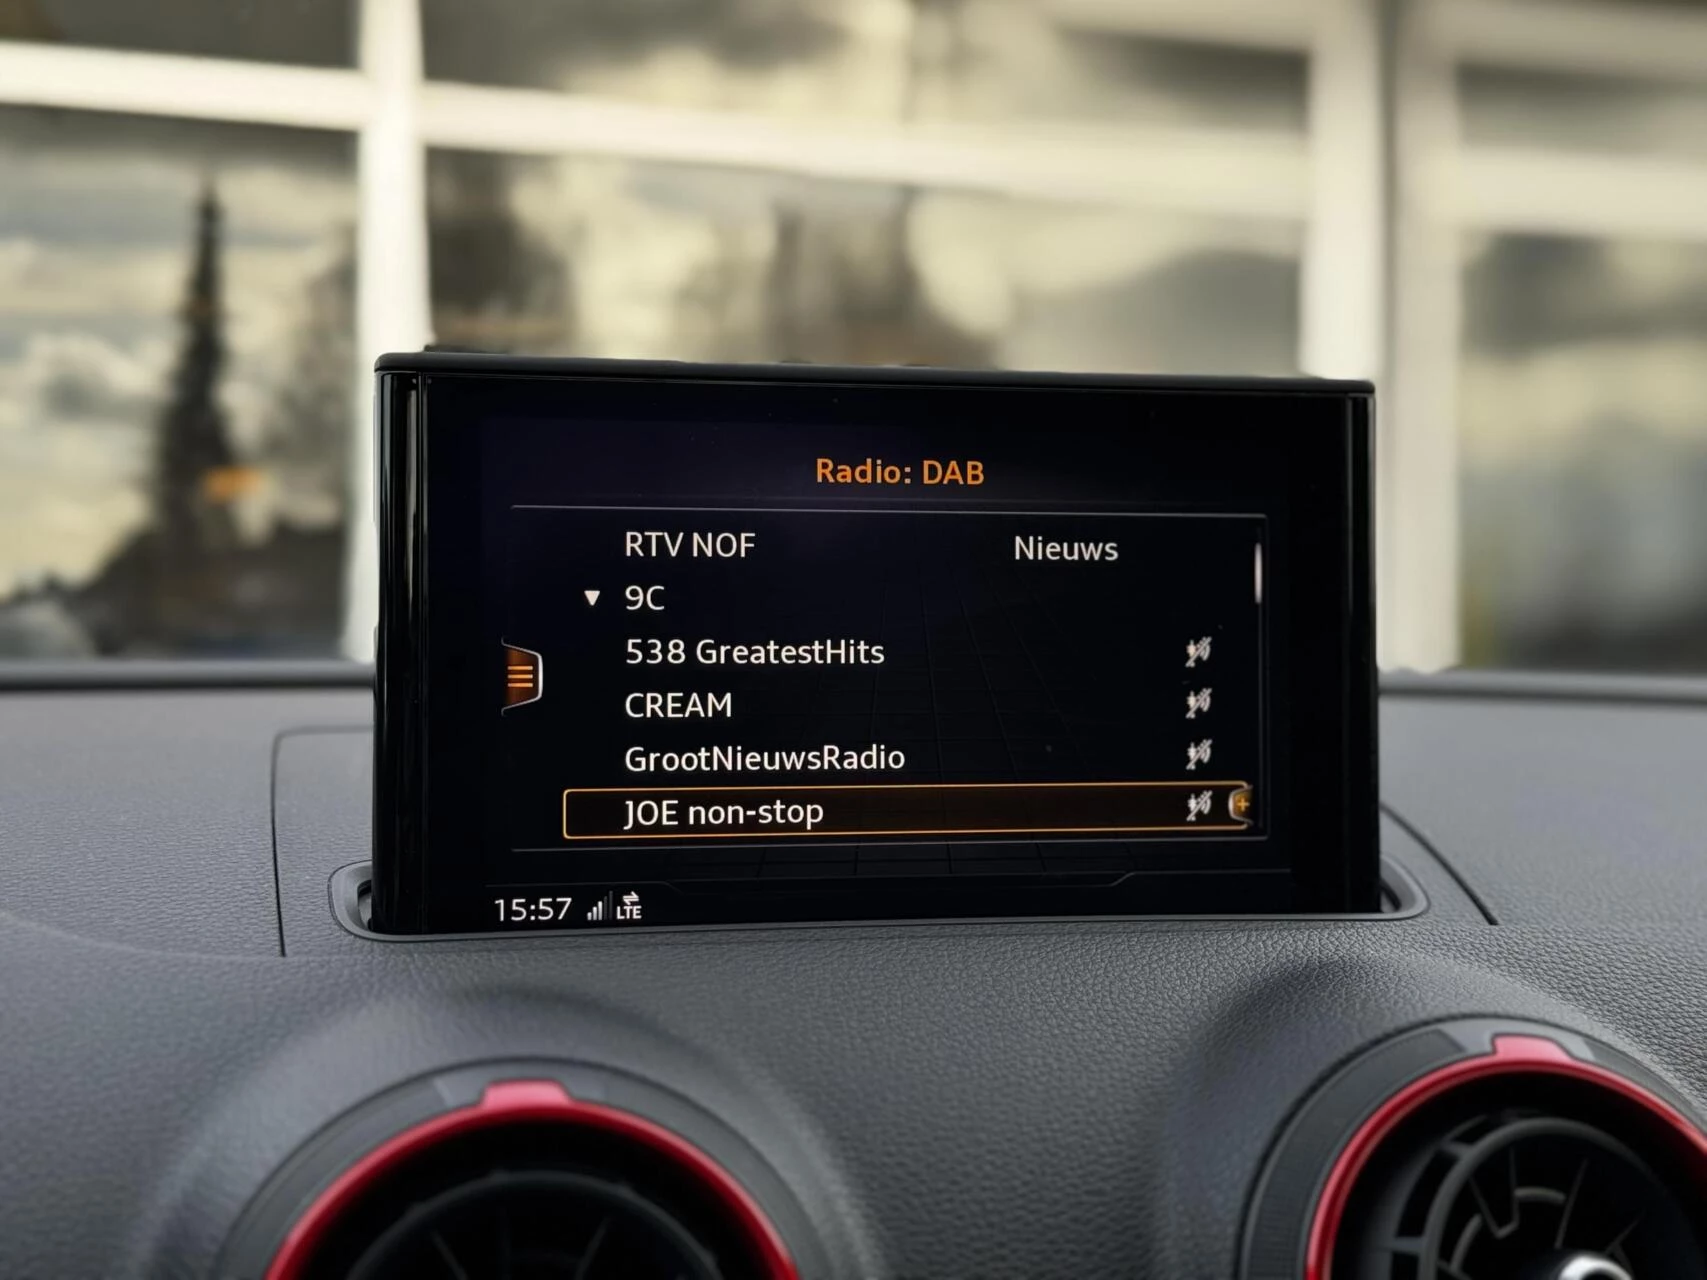 Radio: DAB
RTV NOF Nieuws
9C
538 GreatestHits
CREAM
GrootNieuwsRadio
JOE non-stop
15:57 LTE